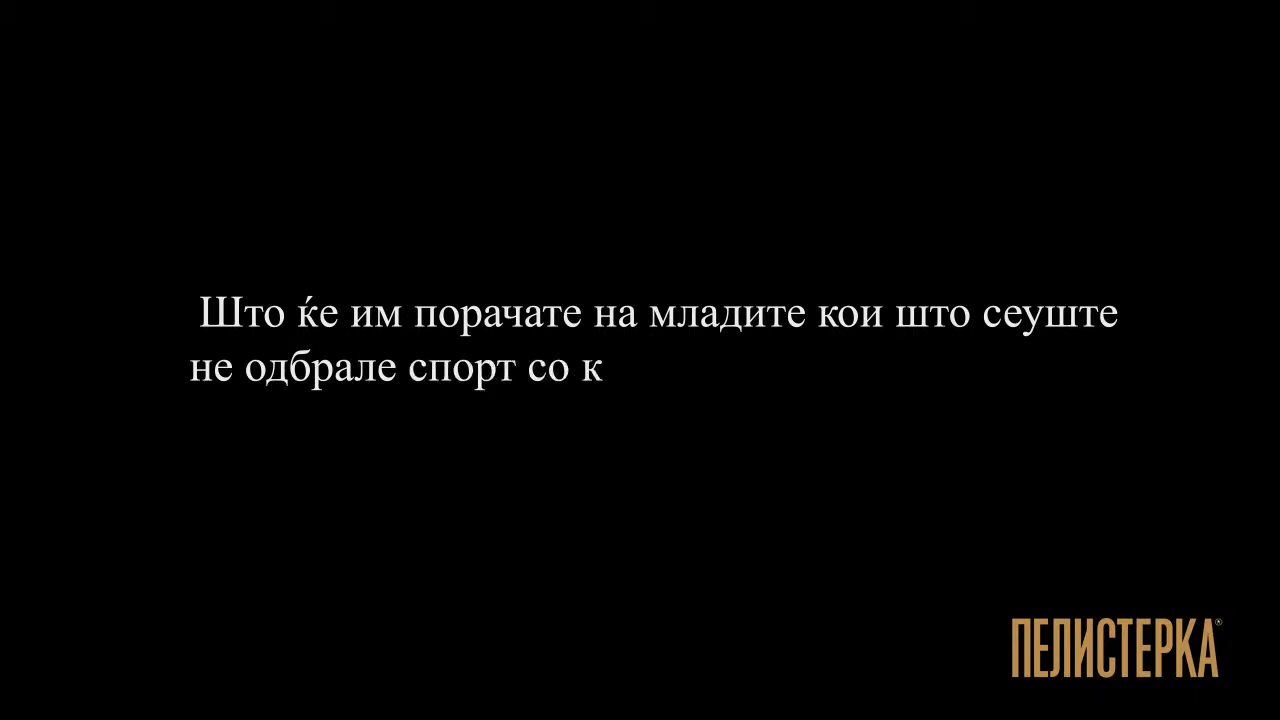 Што ќе им порачате на младите кои што сеуште
не одбрале спорт со к
ПЕЛИСТЕРКА®